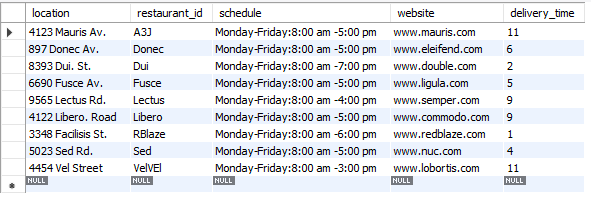 location restaurant_id schedule website delivery_time
4123 Mauris Av. A3J Monday-Friday:8:00 am -5:00 pm www.mauris.com 11
897 Donec Av. Donec Monday-Friday:8:00 am -5:00 pm www.eleifend.com 6
8393 Dui. St. Dui Monday-Friday:8:00 am -7:00 pm www.double.com 2
6690 Fusce Av. Fusce Monday-Friday:8:00 am -5:00 pm www.ligula.com 5
9565 Lectus Rd. Lectus Monday-Friday:8:00 am -4:00 pm www.semper.com 9
4122 Libero. Road Libero Monday-Friday:8:00 am -5:00 pm www.commodo.com 9
3348 Facilisis St. RBlaze Monday-Friday:8:00 am -6:00 pm www.redblaze.com 1
5023 Sed Rd. Sed Monday-Friday:8:00 am -5:00 pm www.nuc.com 4
4454 Vel Street VelVEl Monday-Friday:8:00 am -3:00 pm www.lobortis.com 11
NULL NULL NULL NULL NULL